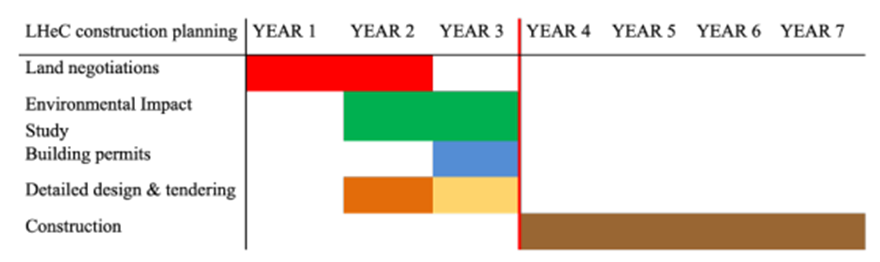 LHeC construction planning YEAR 1 YEAR 2 YEAR 3 YEAR 4 YEAR 5 YEAR 6 YEAR 7
Land negotiations
Environmental Impact
Study
Building permits
Detailed design & tendering
Construction